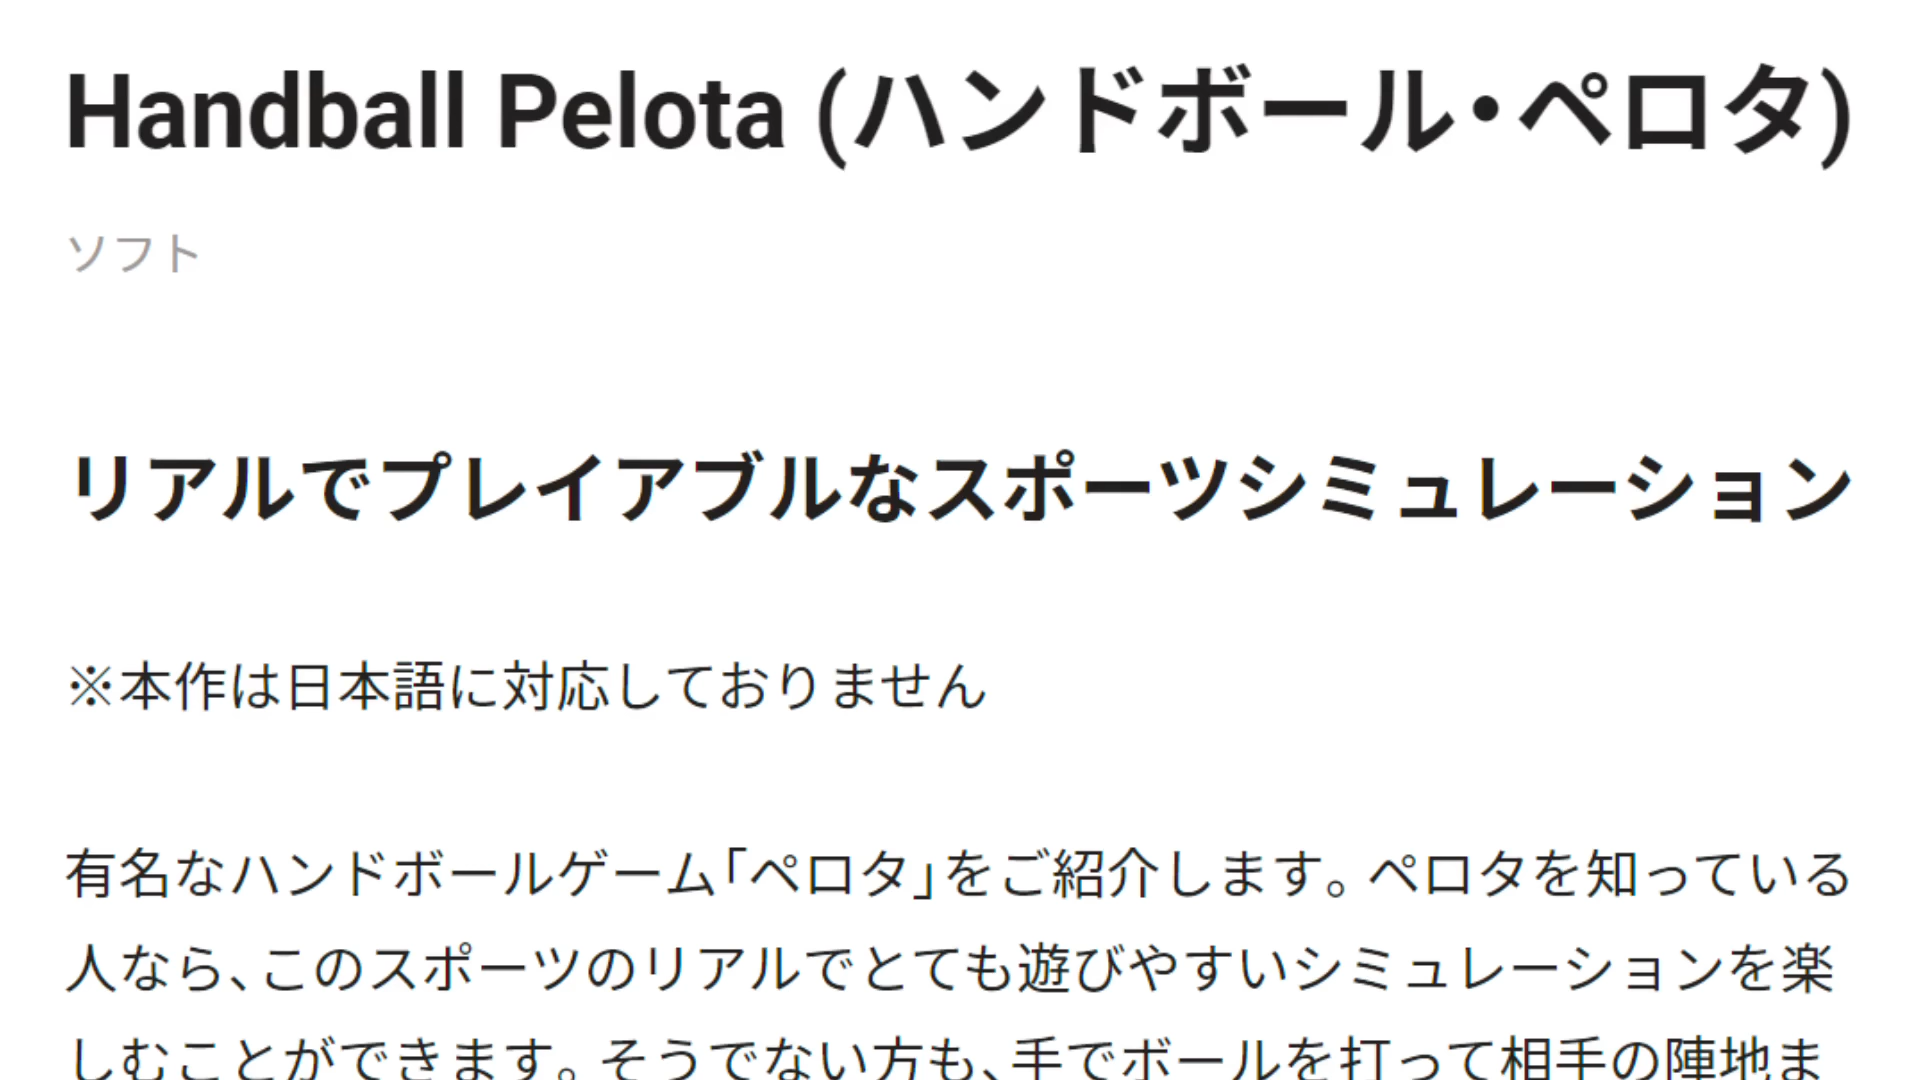 Handball Pelota (ハンドボール・ペロタ)
ソフト
リアルでプレイアブルなスポーツシミュレーション
※本作は日本語に対応しておりません
有名なハンドボールゲーム「ペロタ」をご紹介します。ペロタを知っている
人なら、このスポーツのリアルでとても遊びやすいシミュレーションを楽
しむことができます。そうでない方も、手でボールを打って相手の陣地ま